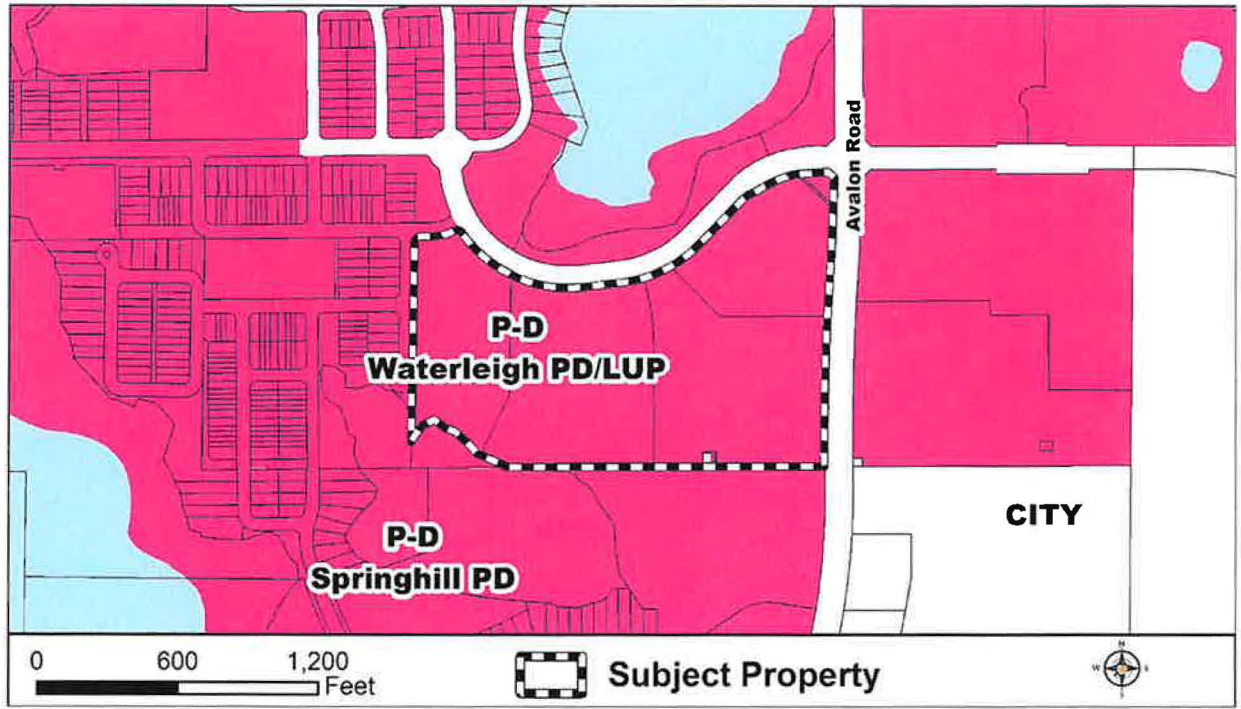 Avalon Road
P-D
Waterleigh PD/LUP
CITY
P-D
Springhill PD
0 600 1,200
Feet
Subject Property
N
W E
S